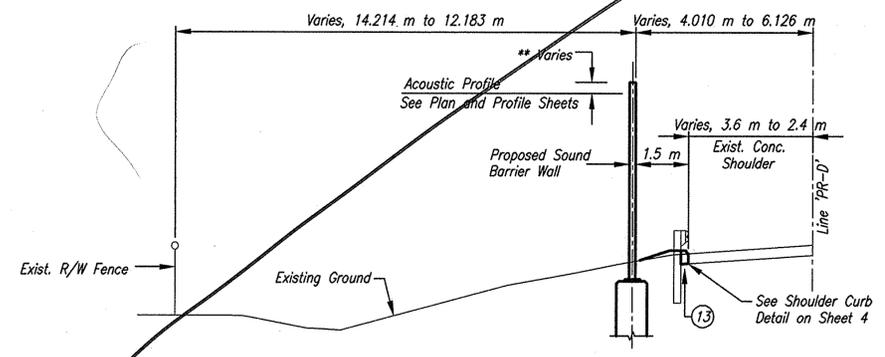 Varies, 14.214 m to 12.183 m
Varies, 4.010 m to 6.126 m
** Varies
Acoustic Profile
See Plan and Profile Sheets
Varies, 3.6 m to 2.4 m
Exist. Conc.
Shoulder
Proposed Sound
Barrier Wall
1.5 m
Line 'PR-D'
Exist. R/W Fence
Existing Ground
See Shoulder Curb
Detail on Sheet 4
13